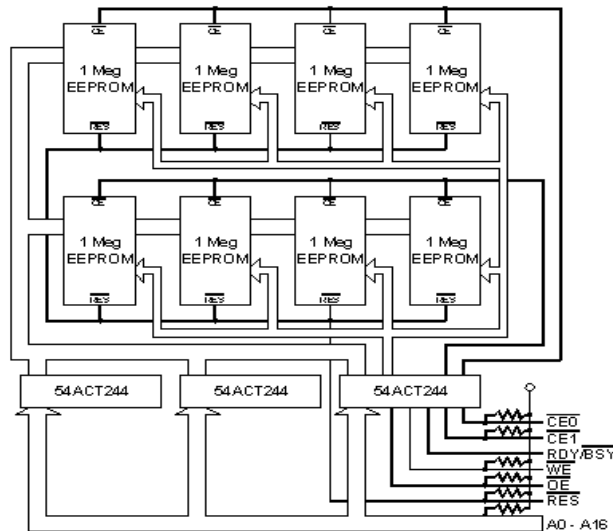 CE CE CE CE
1 Meg EEPROM 1 Meg EEPROM 1 Meg EEPROM 1 Meg EEPROM
RES RES RES RES
CE CE CE CE
1 Meg EEPROM 1 Meg EEPROM 1 Meg EEPROM 1 Meg EEPROM
RES RES RES RES
54ACT244 54ACT244 54ACT244
CE0
CE1
RDY/BSY
WE
OE
RES
A0 - A16